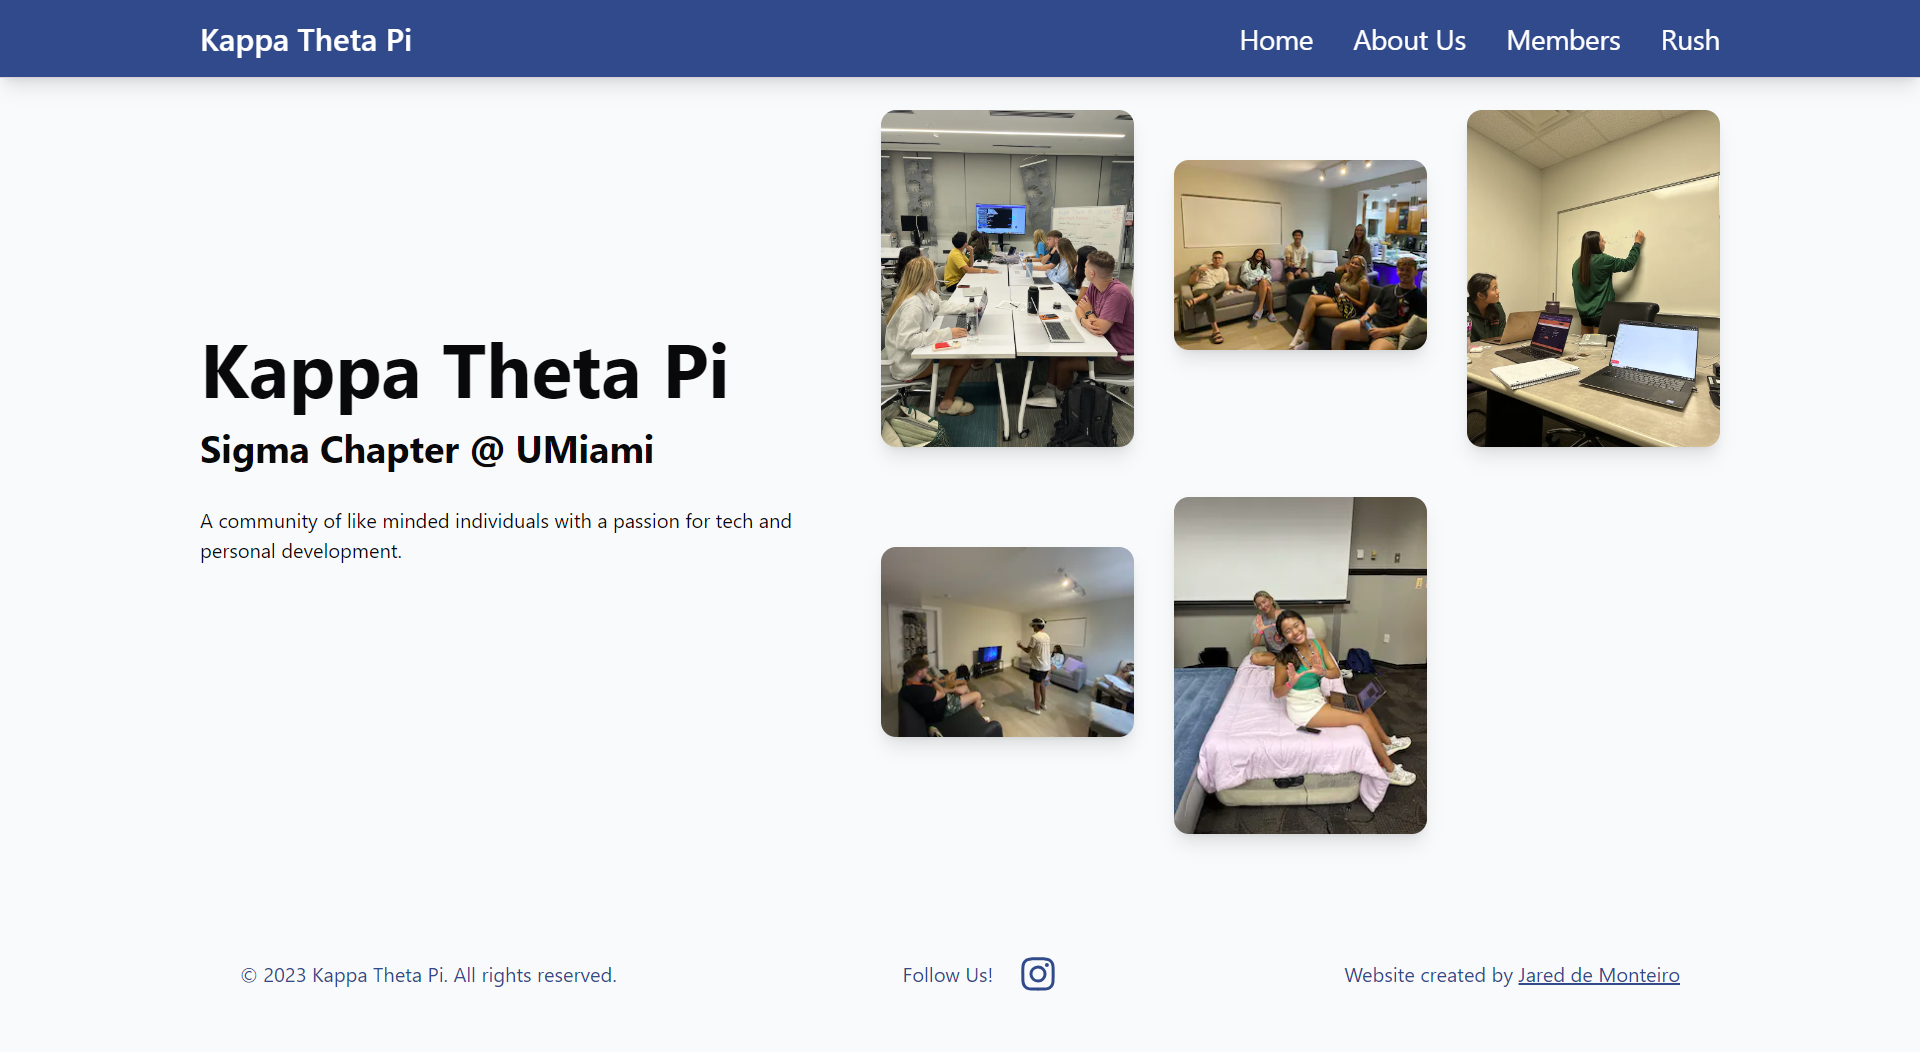 Kappa Theta Pi
Home
About Us
Members
Rush
Kappa Theta Pi
Sigma Chapter @ UMiami
A community of like minded individuals with a passion for tech and
personal development.
© 2023 Kappa Theta Pi. All rights reserved.
Follow Us!
Website created by Jared de Monteiro